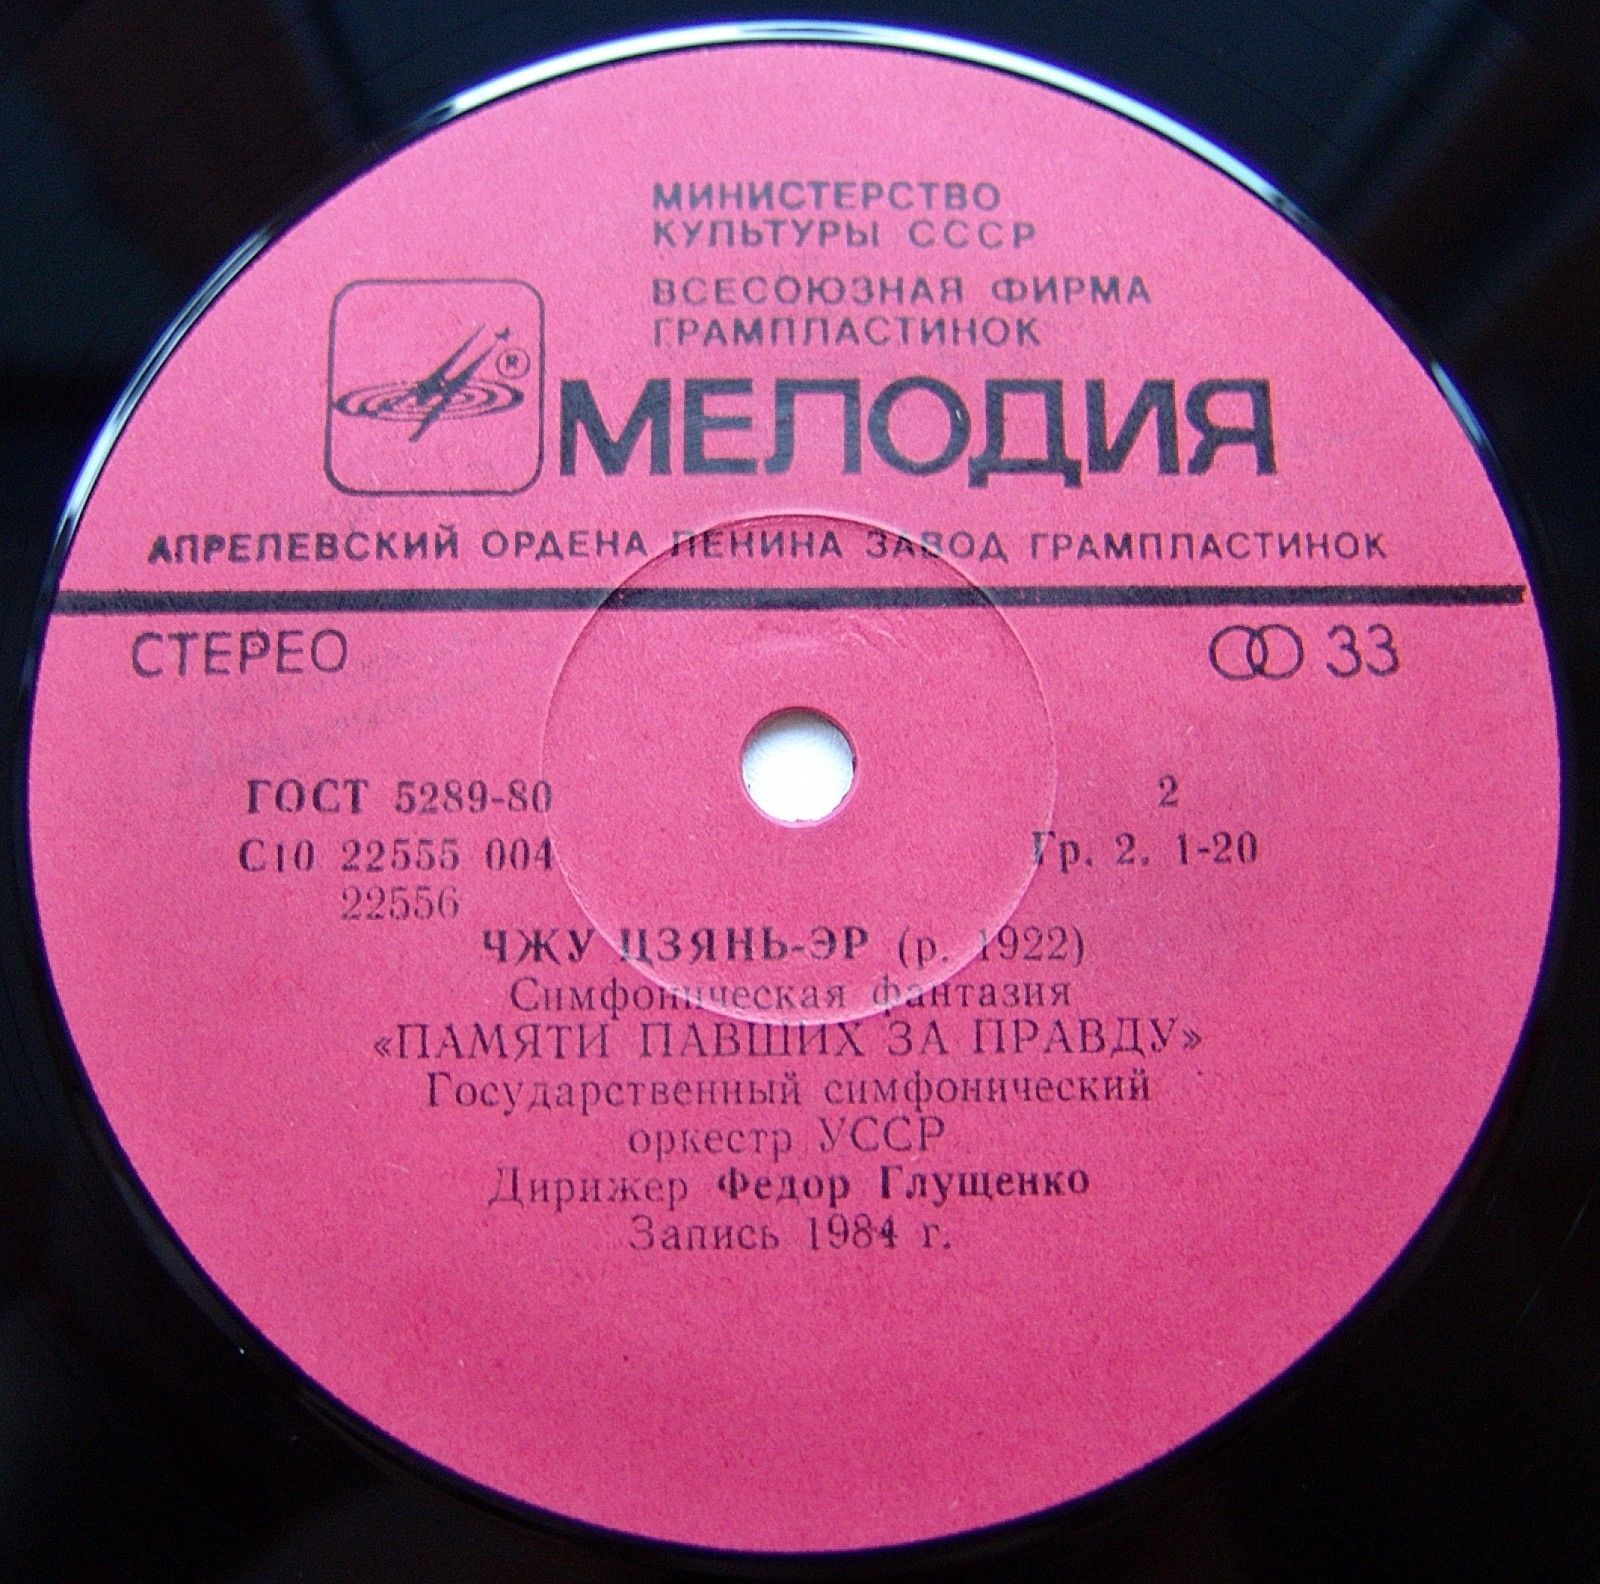 МИНИСТЕРСТВО
КУЛЬТУРЫ СССР
ВСЕСОЮЗНАЯ ФИРМА
ГРАМПЛАСТИНОК
®
МЕЛОДИЯ
АПРЕЛЕВСКИЙ ОРДЕНА ЛЕНИНА ЗАВОД ГРАМПЛАСТИНОК
СТЕРЕО 33
ГОСТ 5289-80 2
С10 22555 004 Гр. 2. 1-20
22556
ЧЖУ ЦЗЯНЬ-ЭР (р. 1922)
Симфоническая фантазия
«ПАМЯТИ ПАВШИХ ЗА ПРАВДУ»
Государственный симфонический
оркестр УССР
Дирижер Федор Глущенко
Запись 1984 г.